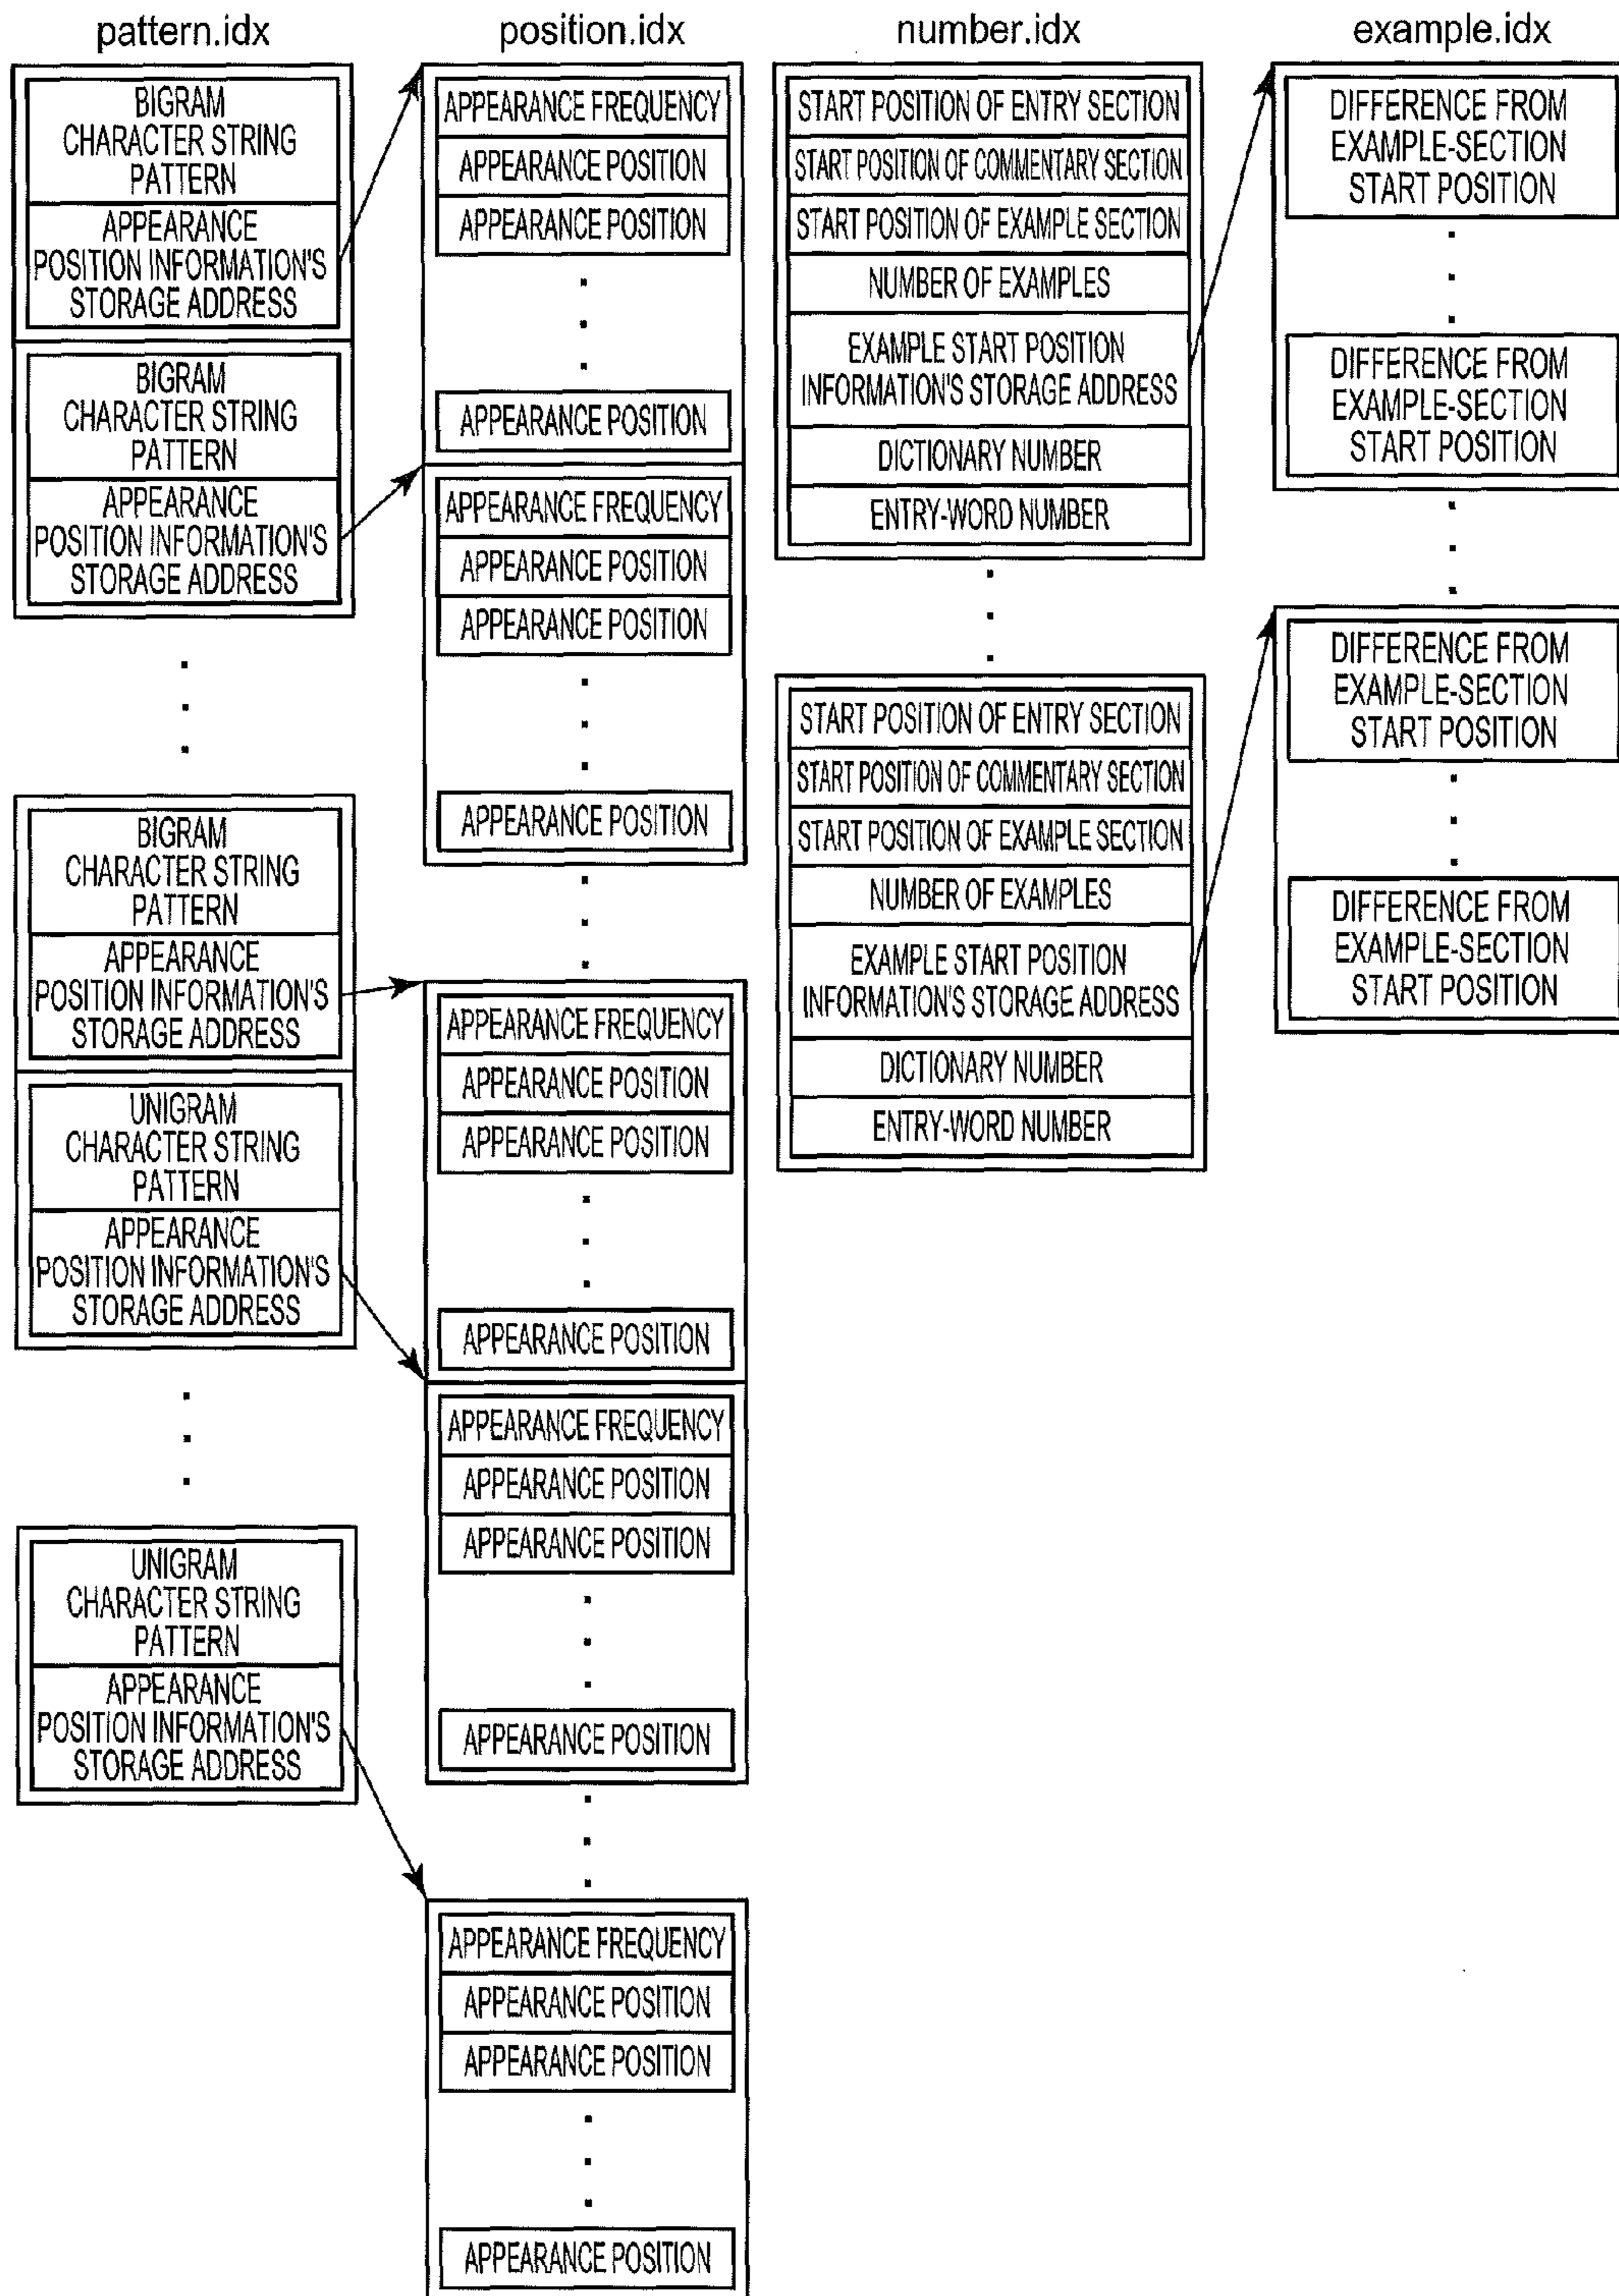 pattern.idx
BIGRAM
CHARACTER STRING
PATTERN
APPEARANCE
POSITION INFORMATION'S
STORAGE ADDRESS
BIGRAM
CHARACTER STRING
PATTERN
APPEARANCE
POSITION INFORMATION'S
STORAGE ADDRESS
BIGRAM
CHARACTER STRING
PATTERN
APPEARANCE
POSITION INFORMATION'S
STORAGE ADDRESS
UNIGRAM
CHARACTER STRING
PATTERN
APPEARANCE
POSITION INFORMATION'S
STORAGE ADDRESS
UNIGRAM
CHARACTER STRING
PATTERN
APPEARANCE
POSITION INFORMATION'S
STORAGE ADDRESS
position.idx
APPEARANCE FREQUENCY
APPEARANCE POSITION
APPEARANCE POSITION
APPEARANCE POSITION
APPEARANCE FREQUENCY
APPEARANCE POSITION
APPEARANCE POSITION
APPEARANCE POSITION
APPEARANCE FREQUENCY
APPEARANCE POSITION
APPEARANCE POSITION
APPEARANCE POSITION
APPEARANCE FREQUENCY
APPEARANCE POSITION
APPEARANCE POSITION
APPEARANCE POSITION
APPEARANCE FREQUENCY
APPEARANCE POSITION
APPEARANCE POSITION
APPEARANCE POSITION
number.idx
START POSITION OF ENTRY SECTION
START POSITION OF COMMENTARY SECTION
START POSITION OF EXAMPLE SECTION
NUMBER OF EXAMPLES
EXAMPLE START POSITION
INFORMATION'S STORAGE ADDRESS
DICTIONARY NUMBER
ENTRY-WORD NUMBER
START POSITION OF ENTRY SECTION
START POSITION OF COMMENTARY SECTION
START POSITION OF EXAMPLE SECTION
NUMBER OF EXAMPLES
EXAMPLE START POSITION
INFORMATION'S STORAGE ADDRESS
DICTIONARY NUMBER
ENTRY-WORD NUMBER
example.idx
DIFFERENCE FROM
EXAMPLE-SECTION
START POSITION
DIFFERENCE FROM
EXAMPLE-SECTION
START POSITION
DIFFERENCE FROM
EXAMPLE-SECTION
START POSITION
DIFFERENCE FROM
EXAMPLE-SECTION
START POSITION